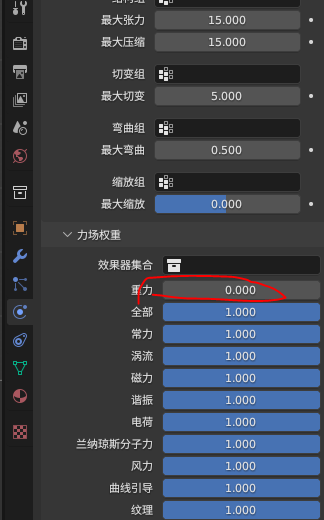 最大张力 15.000
最大压缩 15.000
切变组
最大切变 5.000
弯曲组
最大弯曲 0.500
缩放组
最大缩放 0.000
力场权重
效果器集合
重力 0.000
全部 1.000
常力 1.000
涡流 1.000
磁力 1.000
谐振 1.000
电荷 1.000
兰纳琼斯分子力 1.000
风力 1.000
曲线引导 1.000
纹理 1.000